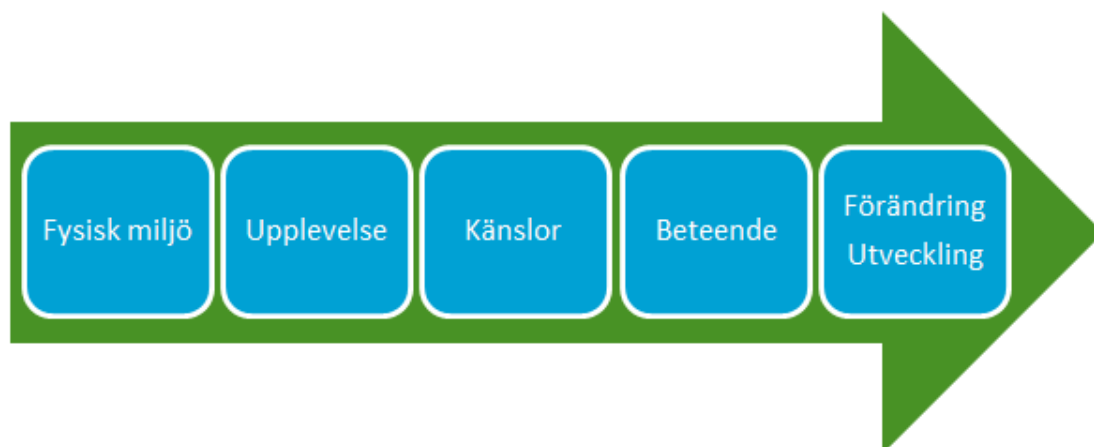 Fysisk miljö
Upplevelse
Känslor
Beteende
Förändring
Utveckling